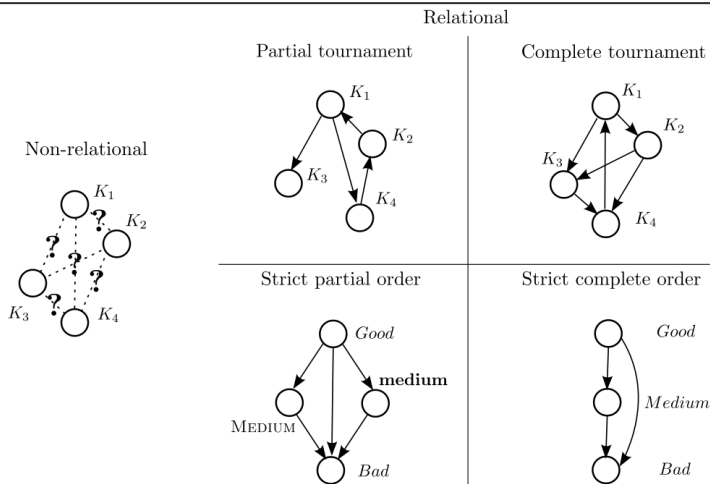 Relational
Partial tournament
Complete tournament
K1
K2
K3
K4
K1
K2
K3
K4
Non-relational
K1
K2
K3
K4
?
?
?
?
?
Strict partial order
Strict complete order
Good
medium
MEDIUM
Bad
Good
Medium
Bad